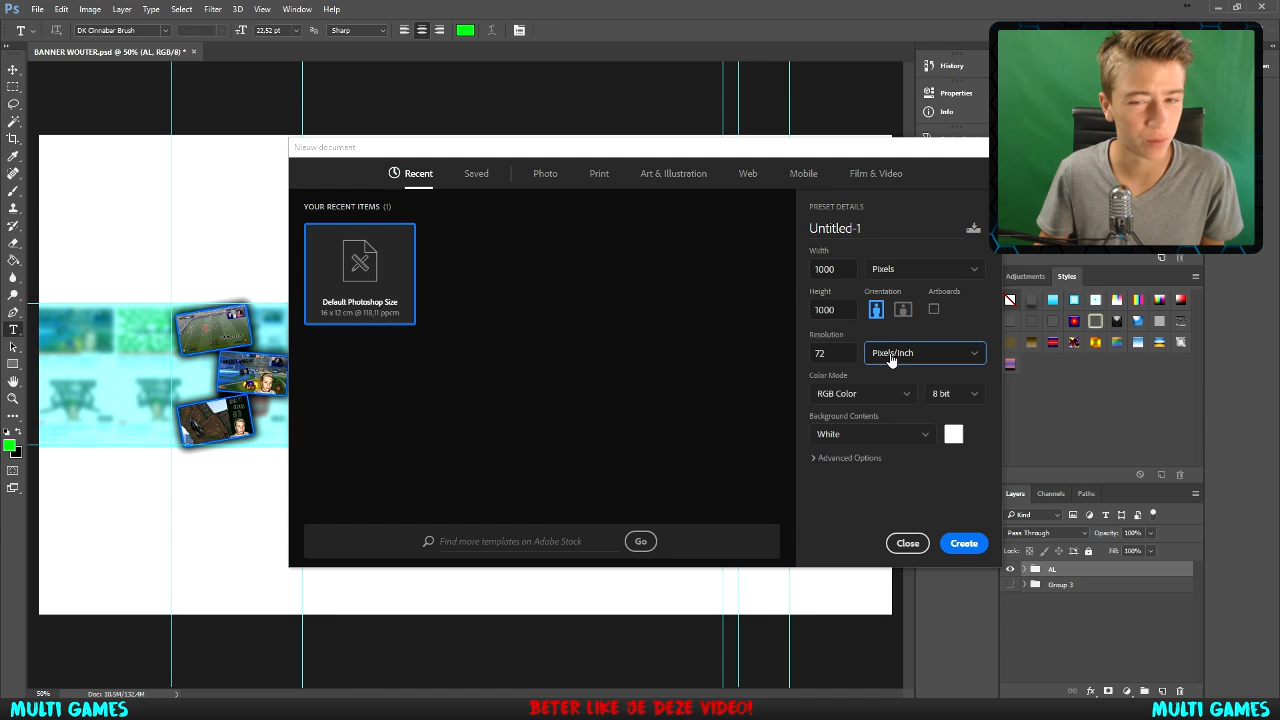 Ps File Edit Image Layer Type Select Filter 3D View Window Help
T DK Cinnabar Brush Regular 22,52 pt Sharp
BANNER WOUTER.psd @ 50% (AL, RGB/8) *
History
Properties
Info
Nieuw document
Recent Saved Photo Print Art & Illustration Web Mobile Film & Video
YOUR RECENT ITEMS (1)
Default Photoshop Size
16 x 12 cm @ 118,11 ppcm
Find more templates on Adobe Stock Go
PRESET DETAILS
Untitled-1
Width
1000 Pixels
Height Orientation Artboards
1000
Resolution
72 Pixels/Inch
Color Mode
RGB Color 8 bit
Background Contents
White
Advanced Options
Close Create
Adjustments Styles
Layers Channels Paths
Kind
Pass Through Opacity: 100%
Lock: Fill: 100%
AL
Group 3
50% Doc: 10,5M/132,4M
MULTI GAMES BETER LIKE JE DEZE VIDEO! MULTI GAMES